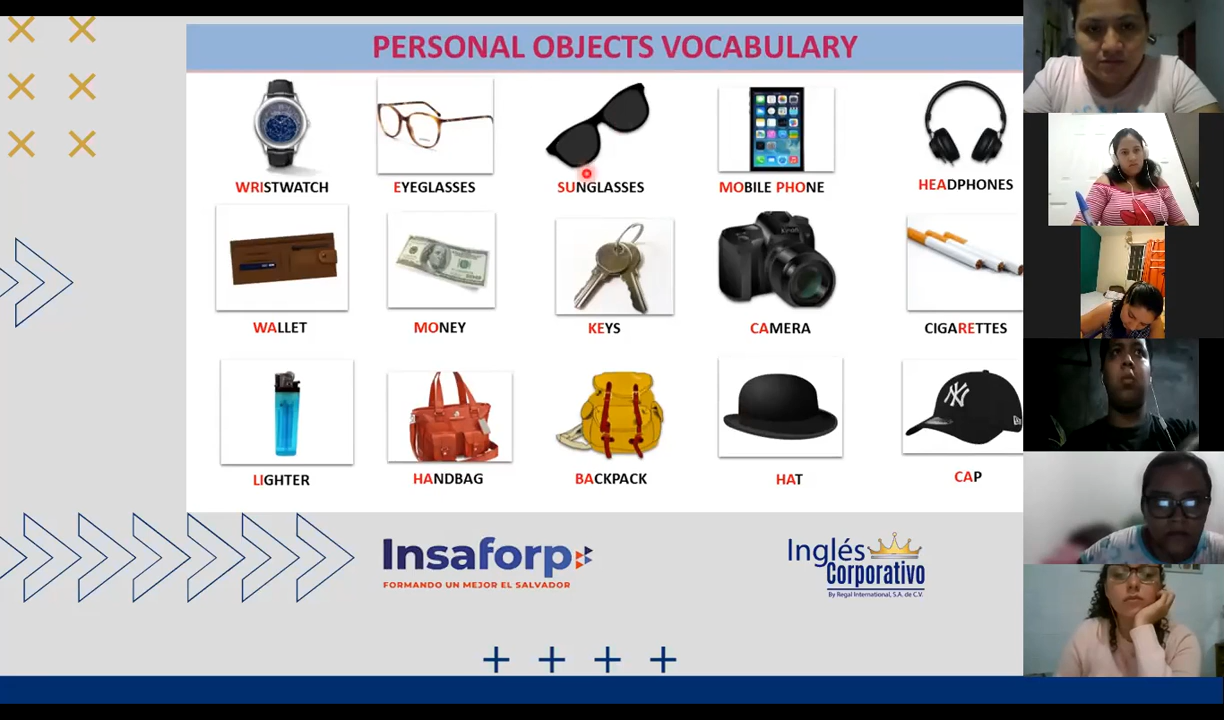 PERSONAL OBJECTS VOCABULARY
WRISTWATCH
EYEGLASSES
SUNGLASSES
MOBILE PHONE
HEADPHONES
WALLET
MONEY
KEYS
CAMERA
CIGARETTES
LIGHTER
HANDBAG
BACKPACK
HAT
CAP
Insaforp
FORMANDO UN MEJOR EL SALVADOR
Inglés
Corporativo
By Regal International, S.A. de C.V.